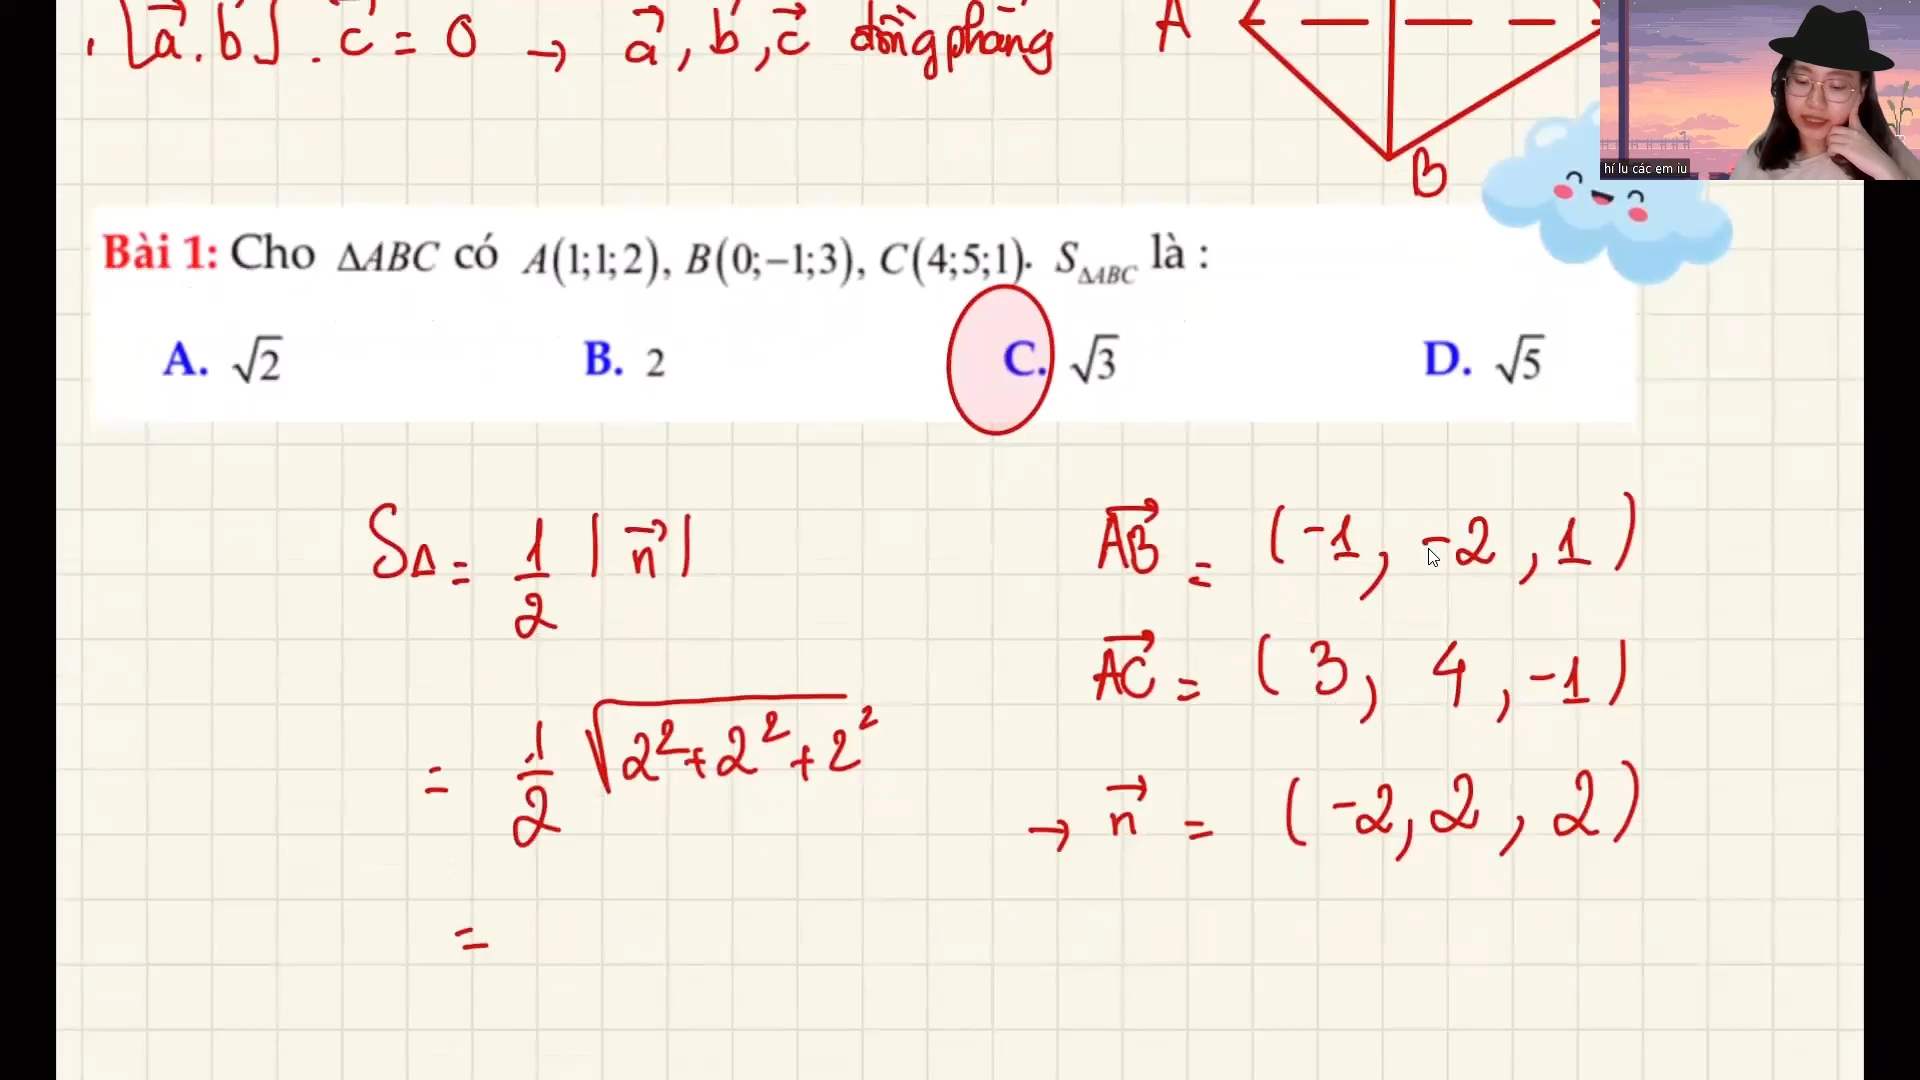 . [a⃗.b⃗].c⃗ = 0 → a⃗, b⃗, c⃗ đồng phẳng
A
B
hí lu các em iu
Bài 1: Cho ΔABC có A(1;1;2), B(0;−1;3), C(4;5;1). S_ΔABC là :
A. √2 B. 2 C. √3 D. √5
S_Δ = 1/2 |n⃗|
AB⃗ = (-1, -2, 1)
AC⃗ = (3, 4, -1)
= 1/2 √(2²+2²+2²)
→ n⃗ = (-2, 2, 2)
=